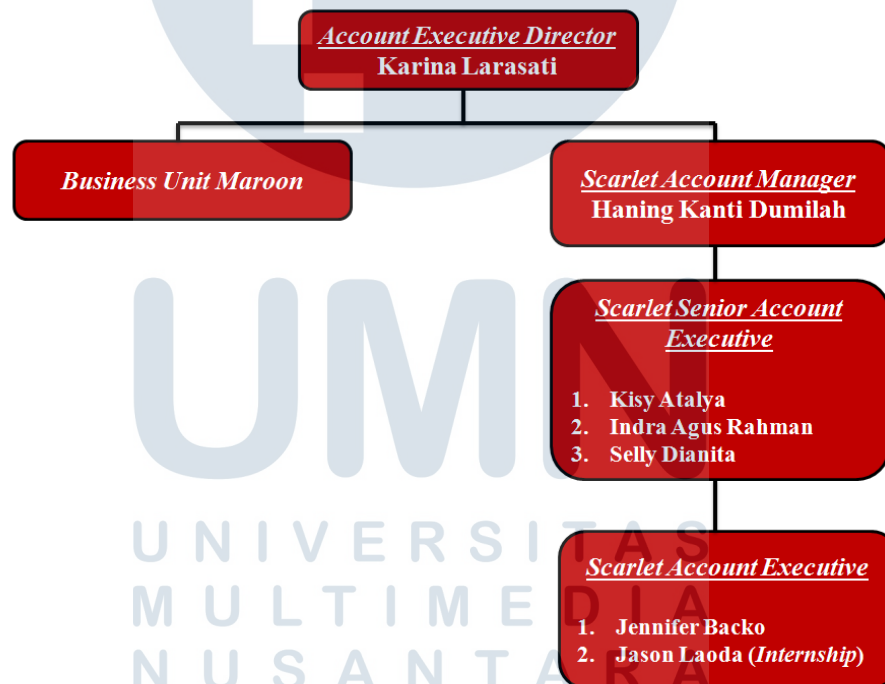 Account Executive Director
Karina Larasati
Business Unit Maroon
Scarlet Account Manager
Haning Kanti Dumilah
Scarlet Senior Account
Executive
1. Kisy Atalya
2. Indra Agus Rahman
3. Selly Dianita
Scarlet Account Executive
1. Jennifer Backo
2. Jason Laoda (Internship)
UMN
UNIVERSITAS
MULTIMEDIA
NUSANTARA